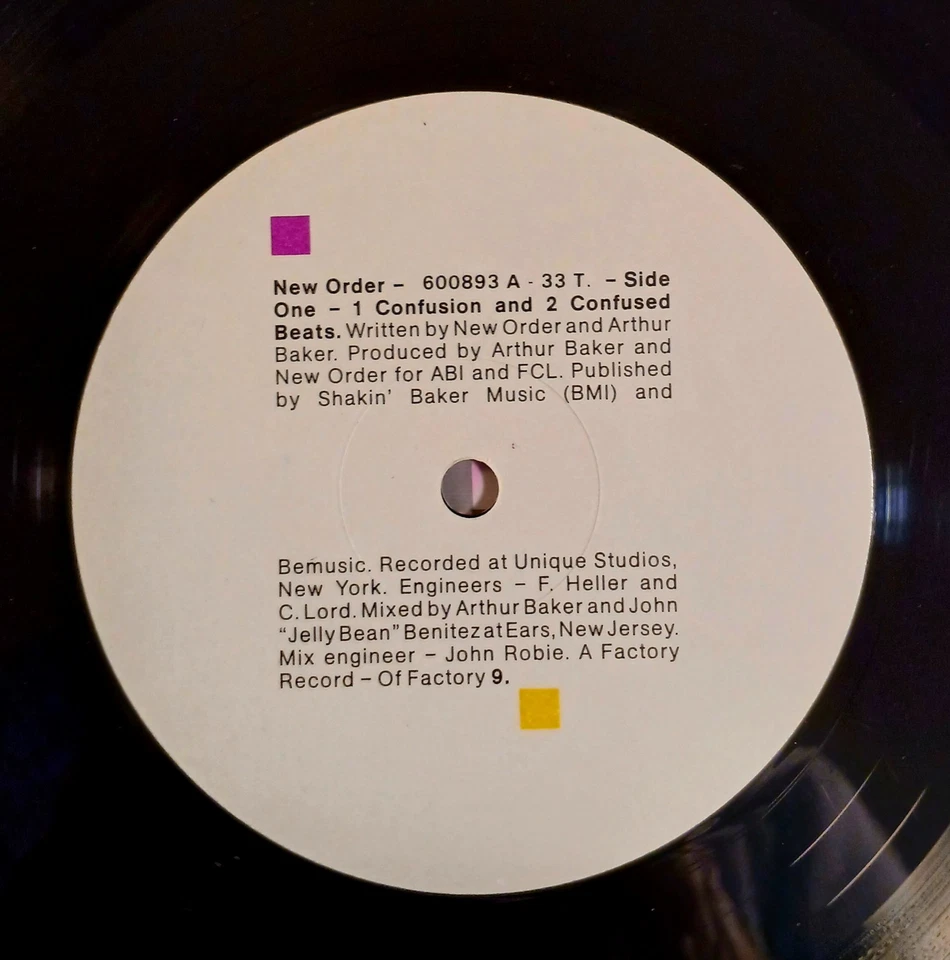 New Order – 600893 A - 33 T. – Side
One – 1 Confusion and 2 Confused
Beats. Written by New Order and Arthur
Baker. Produced by Arthur Baker and
New Order for ABI and FCL. Published
by Shakin' Baker Music (BMI) and
Bemusic. Recorded at Unique Studios,
New York. Engineers – F. Heller and
C. Lord. Mixed by Arthur Baker and John
“Jelly Bean” Benitez at Ears, New Jersey.
Mix engineer – John Robie. A Factory
Record – Of Factory 9.